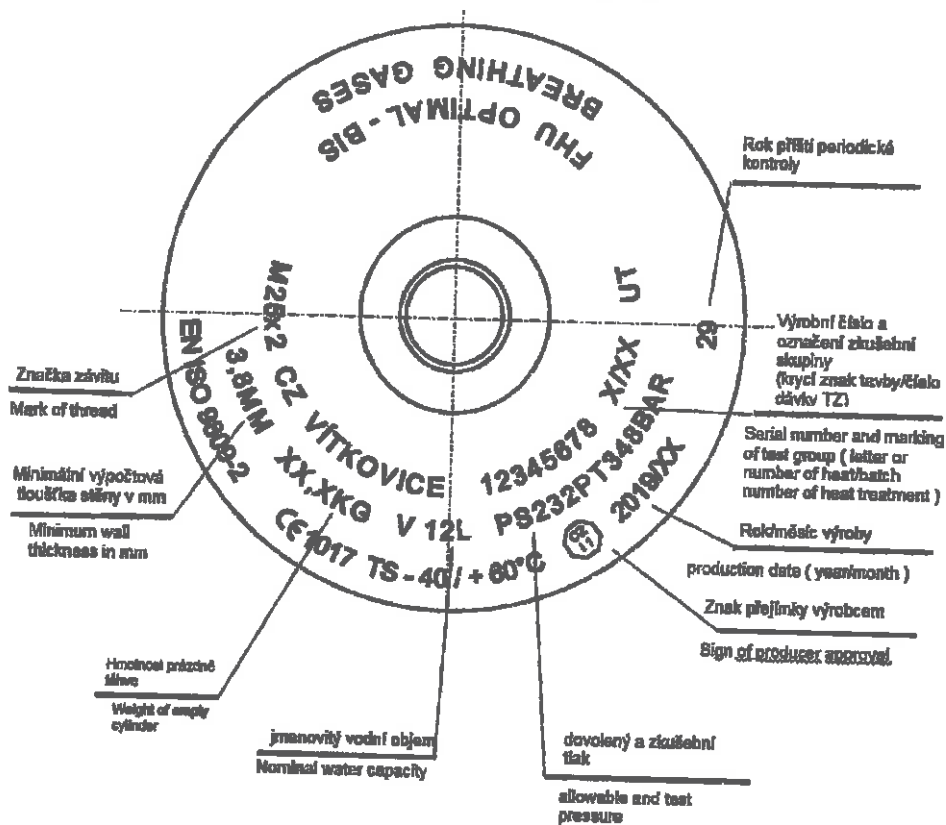 BREATHING GASES
FHU OPTIMAL - BIS
M25x2 CZ VÍTKOVICE 12345678 X/XX UT
3,8MM XX,XKG V 12L PS232PT348BAR
EN ISO 9809-2 CE1017 TS - 40 / + 60°C 2019/XX 29
Rok příští periodické
kontroly
Výrobní číslo a
označení zkušební
skupiny
(krycí znak tavby/číslo
dávky TZ)
Serial number and marking
of test group ( letter or
number of heat/batch
number of heat treatment )
Rok/měsíc výroby
production date ( year/month )
Znak přejímky výrobcem
Sign of producer approval
Značka závitu
Mark of thread
Minimální výpočtová
tloušťka stěny v mm
Minimum wall
thickness in mm
Hmotnost prázdné
láhve
Weight of empty
cylinder
jmenovitý vodní objem
Nominal water capacity
dovolený a zkušební
tlak
allowable and test
pressure